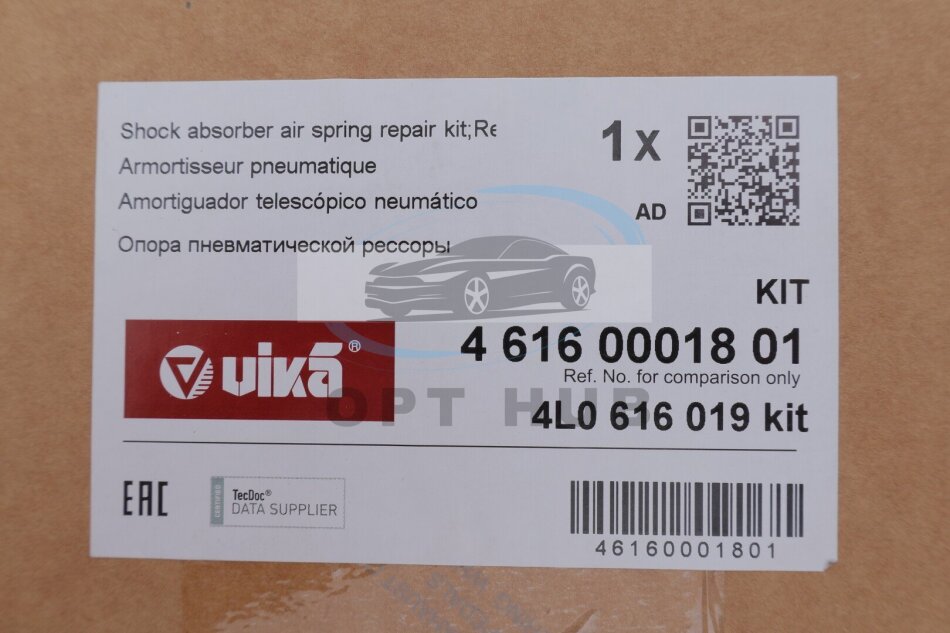 Shock absorber air spring repair kit;Re
Armortisseur pneumatique
Amortiguador telescópico neumático
Опора пневматической рессоры
1x
AD
KIT
vika®
4 616 00018 01
Ref. No. for comparison only
4L0 616 019 kit
OPT HUB
EAC
CERTIFIED
TecDoc®
DATA SUPPLIER
46160001801